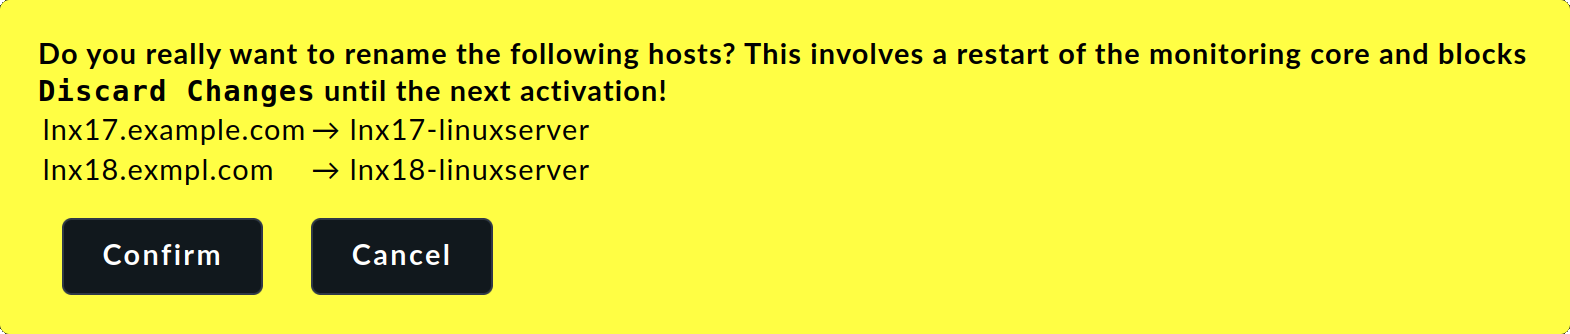 Do you really want to rename the following hosts? This involves a restart of the monitoring core and blocks
Discard Changes until the next activation!
lnx17.example.com → lnx17-linuxserver
lnx18.exmpl.com → lnx18-linuxserver
Confirm Cancel